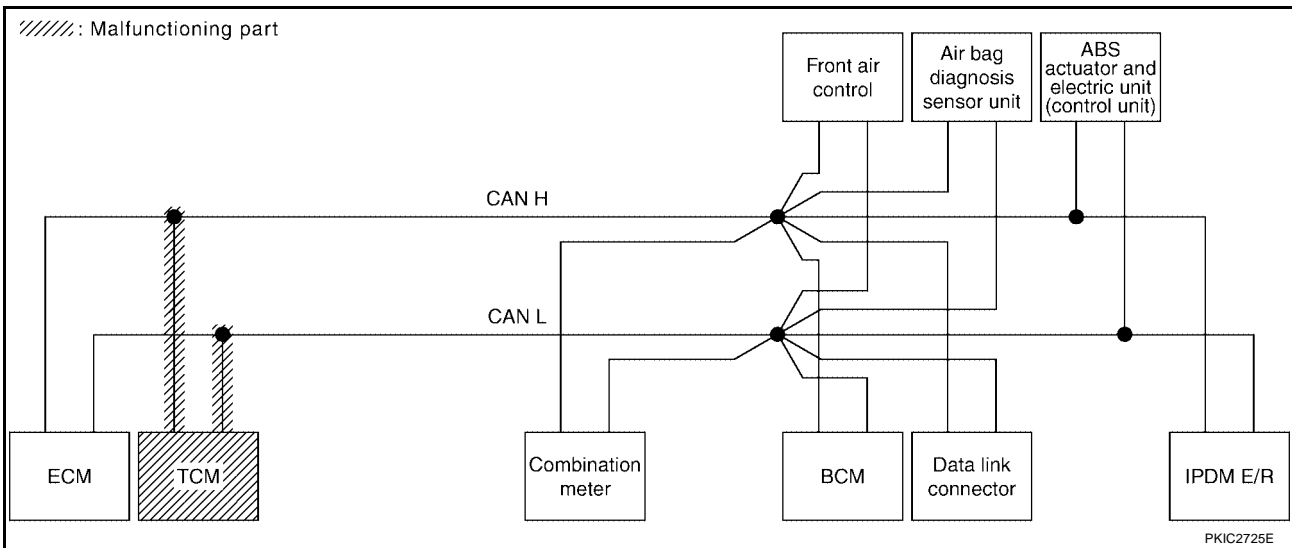 : Malfunctioning part
Front air
control
Air bag
diagnosis
sensor unit
ABS
actuator and
electric unit
(control unit)
CAN H
CAN L
ECM
TCM
Combination
meter
BCM
Data link
connector
IPDM E/R
PKIC2725E